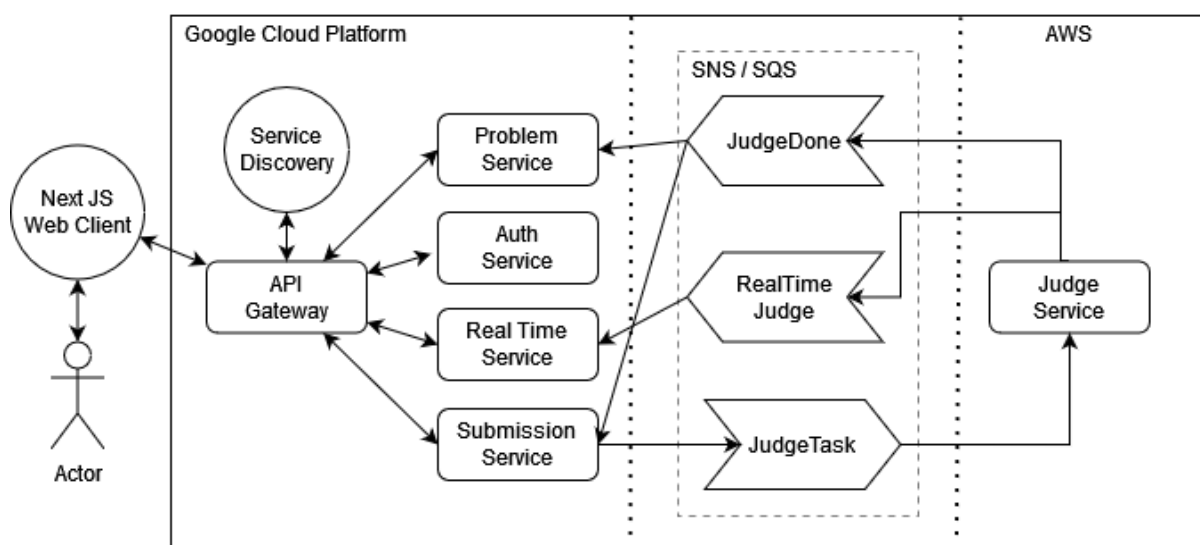 Google Cloud Platform
AWS
SNS / SQS
Service
Discovery
Problem
Service
JudgeDone
Next JS
Web Client
Auth
Service
API
Gateway
RealTime
Judge
Judge
Service
Real Time
Service
Submission
Service
JudgeTask
Actor